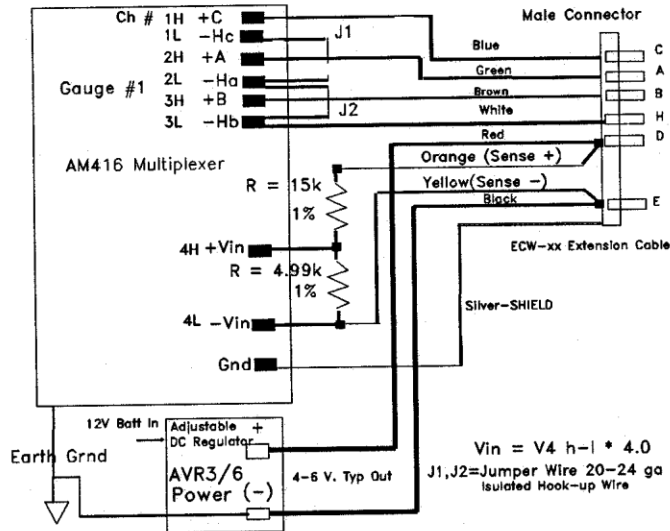 Ch # 1H +C
1L -Hc
J1
2H +A
2L -Ha
Gauge #1
3H +B
J2
3L -Hb
AM416 Multiplexer
Male Connector
Blue
C
Green
A
Brown
B
White
H
Red
D
Orange (Sense +)
R = 15k
1%
Yellow(Sense -)
Black
E
4H +Vin
ECW-xx Extension Cable
R = 4.99k
1%
4L -Vin
Silver-SHIELD
Gnd
12V Batt In
Adjustable +
DC Regulator
Earth Grnd
AVR3/6
Power (-)
4-6 V. Typ Out
Vin = V4 h-l * 4.0
J1,J2=Jumper Wire 20-24 ga
Isulated Hook-up Wire